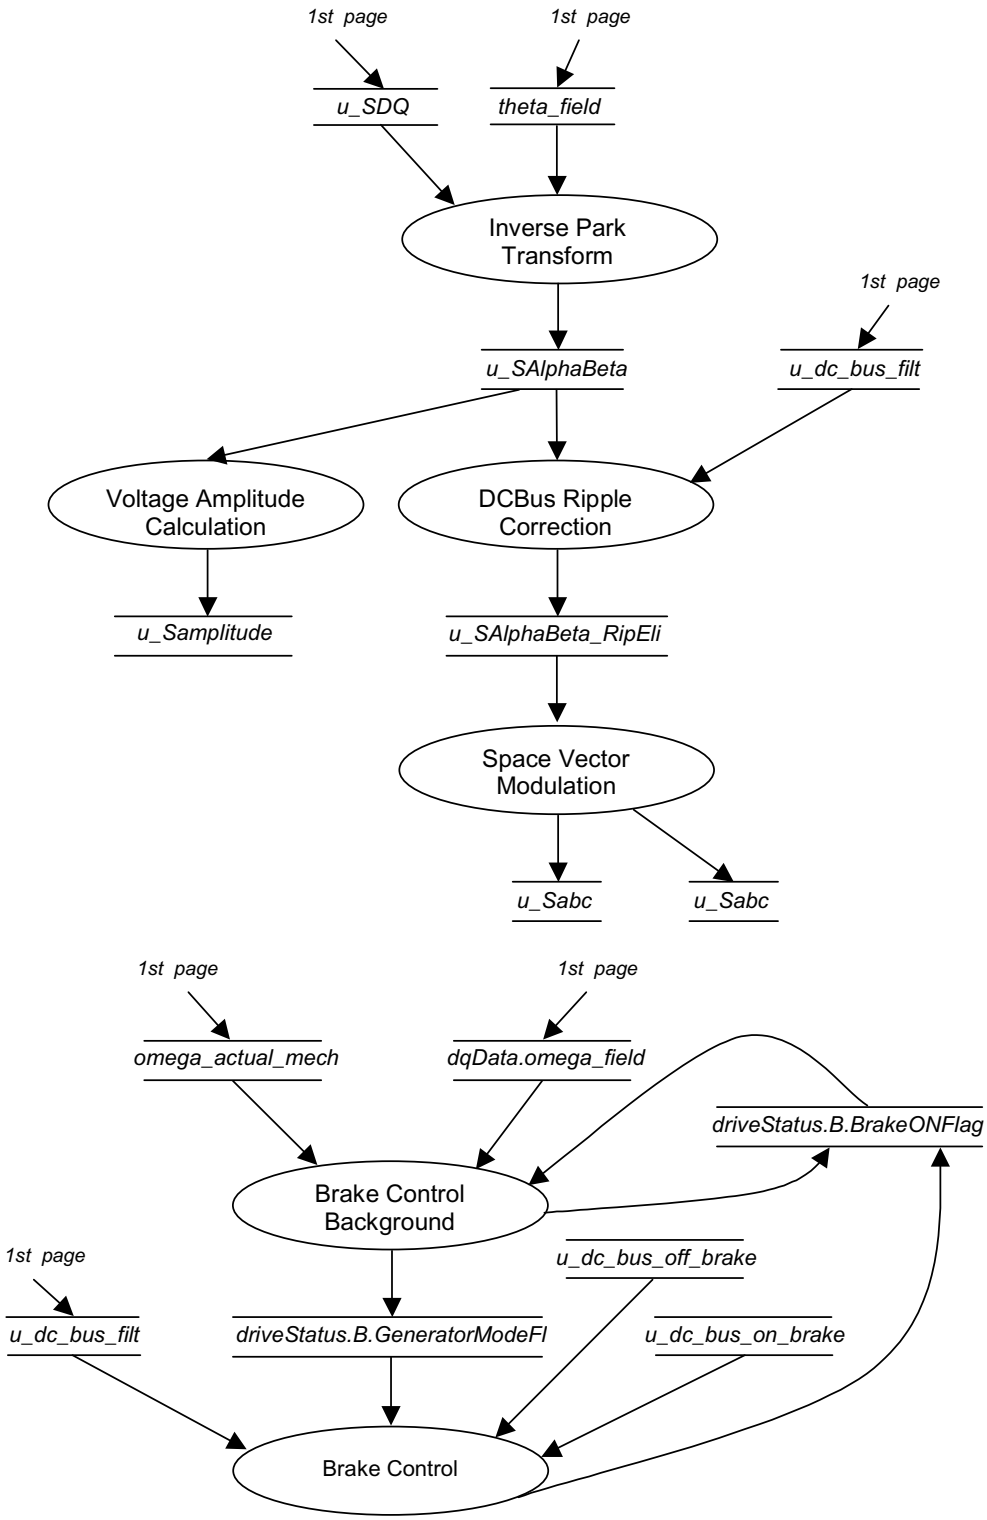 1st page
1st page
u_SDQ
theta_field
Inverse Park
Transform
1st page
u_SAlphaBeta
u_dc_bus_filt
Voltage Amplitude
Calculation
DCBus Ripple
Correction
u_Samplitude
u_SAlphaBeta_RipEli
Space Vector
Modulation
u_Sabc
u_Sabc
1st page
1st page
omega_actual_mech
dqData.omega_field
driveStatus.B.BrakeONFlag
Brake Control
Background
1st page
u_dc_bus_off_brake
u_dc_bus_filt
driveStatus.B.GeneratorModeFl
u_dc_bus_on_brake
Brake Control